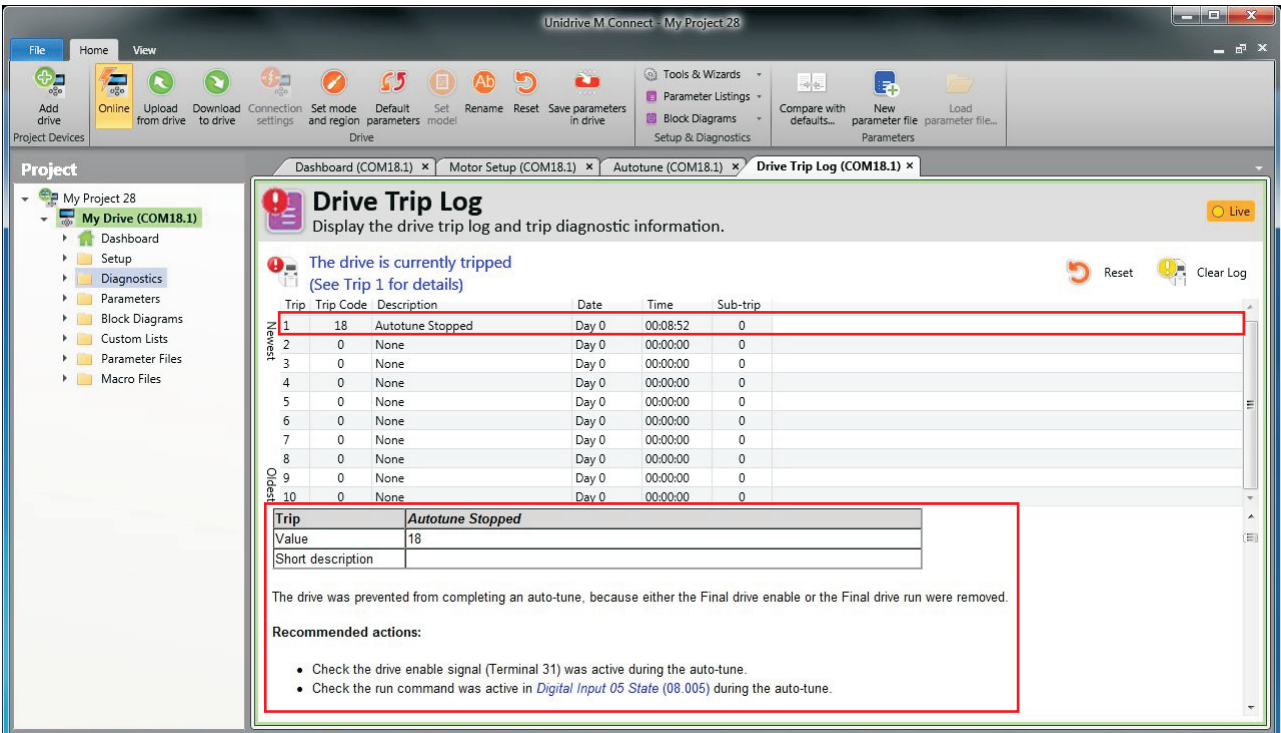 Unidrive M Connect - My Project 28
File Home View
Add drive
Online
Upload from drive
Download to drive
Connection settings
Set mode and region
Default parameters
Set model
Ab
Rename
Reset
Save parameters in drive
Tools & Wizards
Parameter Listings
Block Diagrams
Compare with defaults...
New parameter file
Load parameter file...
Project Devices
Drive
Setup & Diagnostics
Parameters
Project
My Project 28
My Drive (COM18.1)
Dashboard
Setup
Diagnostics
Parameters
Block Diagrams
Custom Lists
Parameter Files
Macro Files
Dashboard (COM18.1) Motor Setup (COM18.1) Autotune (COM18.1) Drive Trip Log (COM18.1)
Drive Trip Log
Display the drive trip log and trip diagnostic information.
Live
The drive is currently tripped
(See Trip 1 for details)
Reset
Clear Log
Trip Trip Code Description Date Time Sub-trip
Newest
1 18 Autotune Stopped Day 0 00:08:52 0
2 0 None Day 0 00:00:00 0
3 0 None Day 0 00:00:00 0
4 0 None Day 0 00:00:00 0
5 0 None Day 0 00:00:00 0
6 0 None Day 0 00:00:00 0
7 0 None Day 0 00:00:00 0
8 0 None Day 0 00:00:00 0
9 0 None Day 0 00:00:00 0
10 0 None Day 0 00:00:00 0
Oldest
Trip Autotune Stopped
Value 18
Short description
The drive was prevented from completing an auto-tune, because either the Final drive enable or the Final drive run were removed.
Recommended actions:
• Check the drive enable signal (Terminal 31) was active during the auto-tune.
• Check the run command was active in Digital Input 05 State (08.005) during the auto-tune.